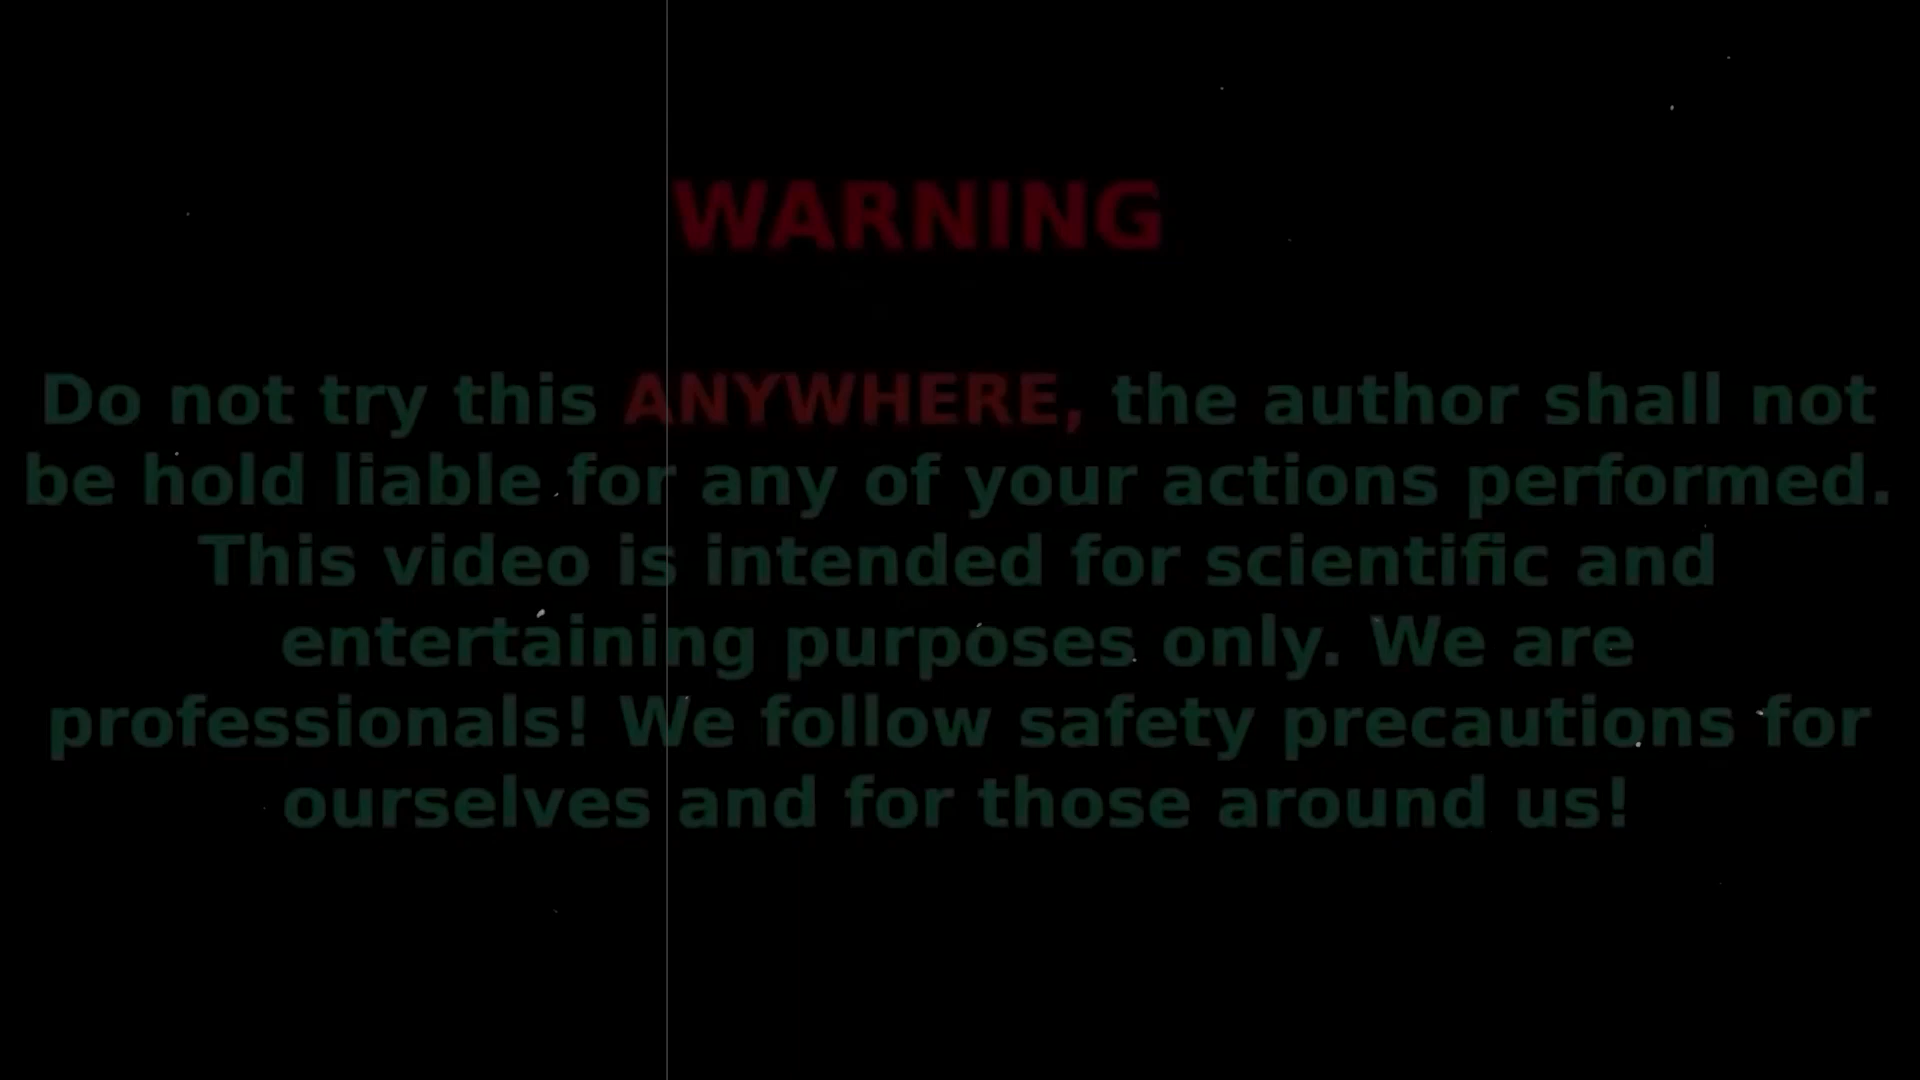 WARNING
Do not try this ANYWHERE, the author shall not
be hold liable for any of your actions performed.
This video is intended for scientific and
entertaining purposes only. We are
professionals! We follow safety precautions for
ourselves and for those around us!